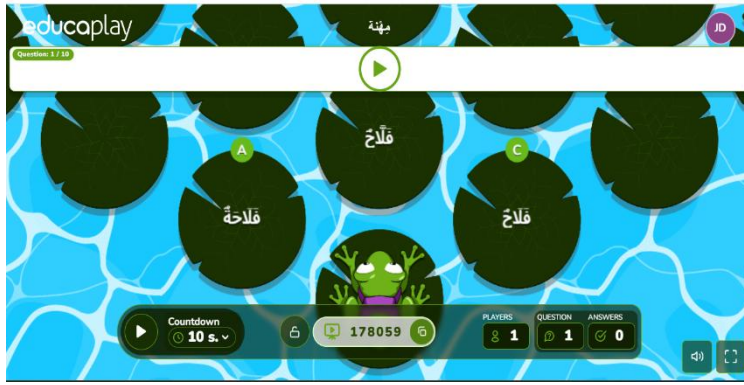 educaplay
مِهْنَة
JD
Question: 1 / 10
فَلَّاحٌ
A
C
فَلَاحَةٌ
فَلَاحٌ
Countdown
10 s.
178059
PLAYERS
1
QUESTION
1
ANSWERS
0